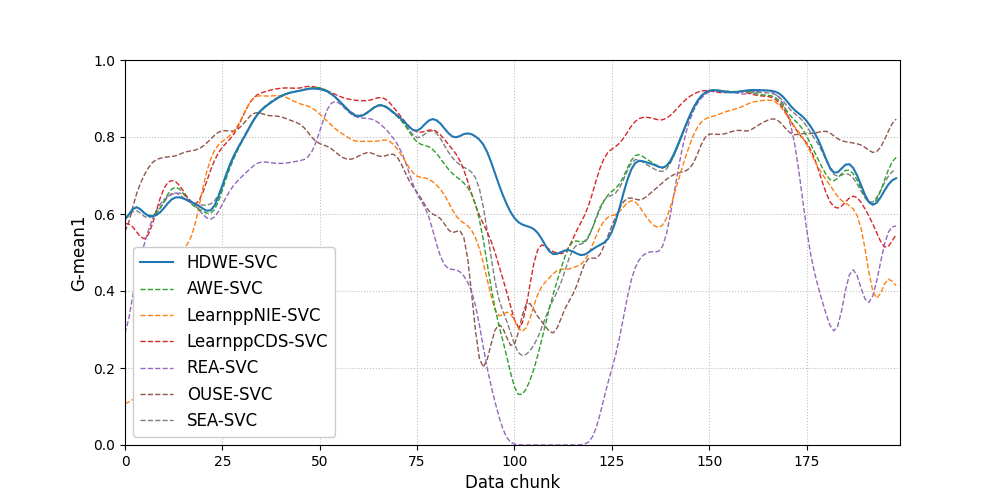 1.0
0.8
0.6
0.4
0.2
0.0
G-mean1
HDWE-SVC
AWE-SVC
LearnppNIE-SVC
LearnppCDS-SVC
REA-SVC
OUSE-SVC
SEA-SVC
0 25 50 75 100 125 150 175
Data chunk